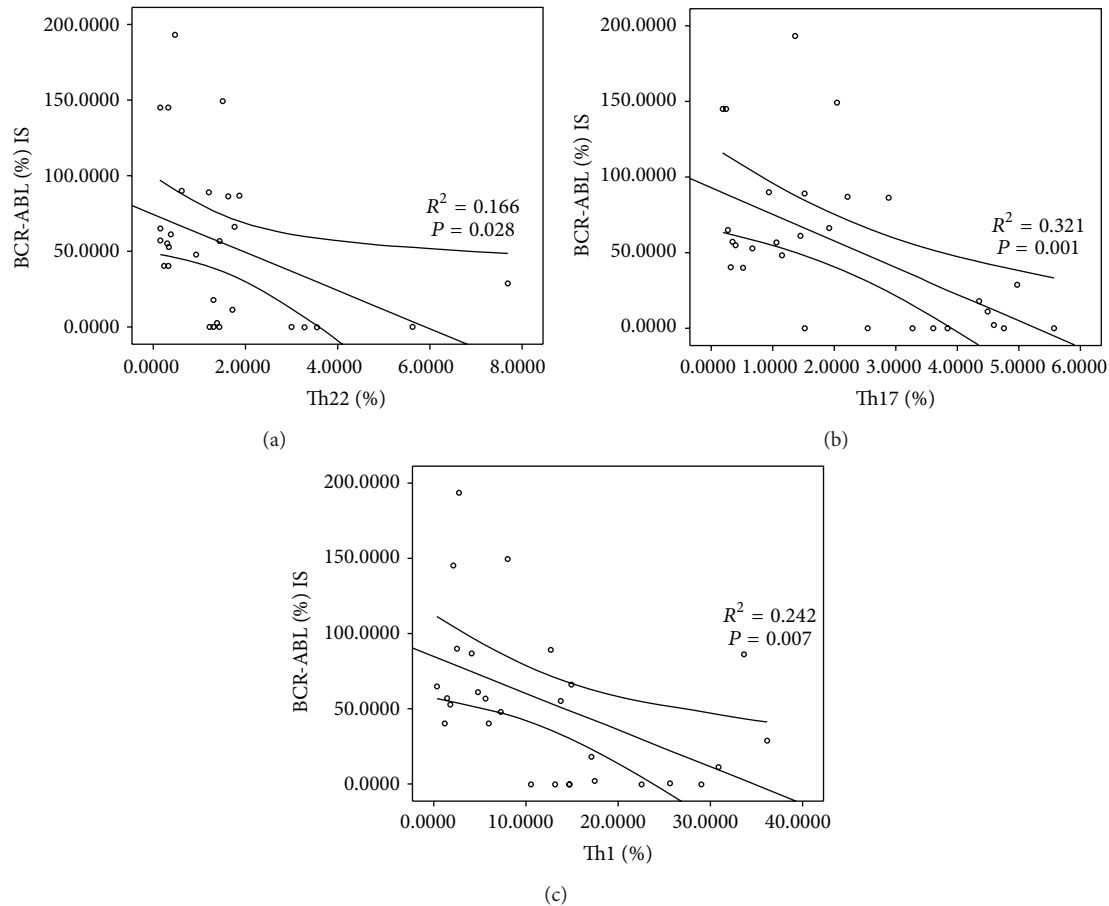 200.0000
150.0000
100.0000
50.0000
0.0000
BCR-ABL (%) IS
R² = 0.166
P = 0.028
0.0000 2.0000 4.0000 6.0000 8.0000
Th22 (%)
(a)
200.0000
150.0000
100.0000
50.0000
0.0000
BCR-ABL (%) IS
R² = 0.321
P = 0.001
0.0000 1.0000 2.0000 3.0000 4.0000 5.0000 6.0000
Th17 (%)
(b)
200.0000
150.0000
100.0000
50.0000
0.0000
BCR-ABL (%) IS
R² = 0.242
P = 0.007
0.0000 10.0000 20.0000 30.0000 40.0000
Th1 (%)
(c)